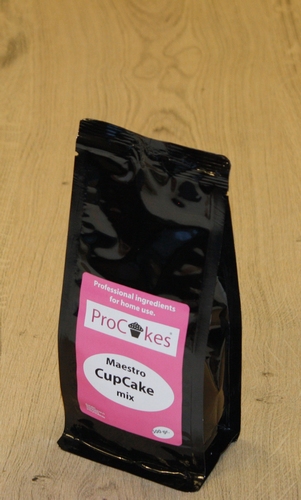 Professional ingredients
for home use.
ProCakes
Maestro
CupCake
mix